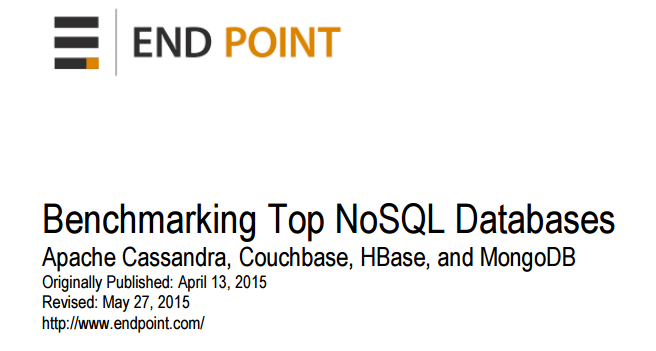 END POINT
Benchmarking Top NoSQL Databases
Apache Cassandra, Couchbase, HBase, and MongoDB
Originally Published: April 13, 2015
Revised: May 27, 2015
http://www.endpoint.com/